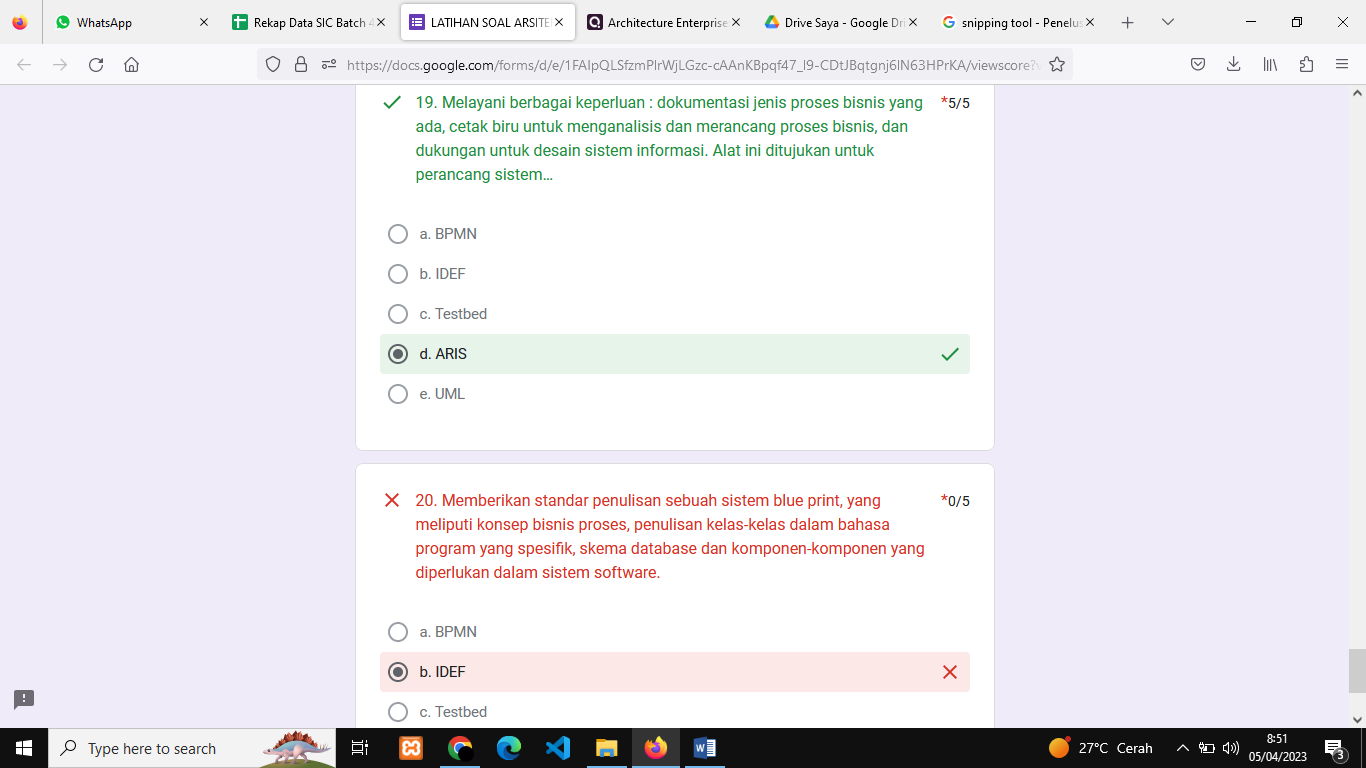 WhatsApp
Rekap Data SIC Batch 4
LATIHAN SOAL ARSITE
Architecture Enterprise
Drive Saya - Google Dri
snipping tool - Penelus
https://docs.google.com/forms/d/e/1FAIpQLSfzmPlrWjLGzc-cAAnKBpqf47_l9-CDtJBqtgnj6lN63HPrKA/viewscore?v
19. Melayani berbagai keperluan : dokumentasi jenis proses bisnis yang *5/5
ada, cetak biru untuk menganalisis dan merancang proses bisnis, dan
dukungan untuk desain sistem informasi. Alat ini ditujukan untuk
perancang sistem...
a. BPMN
b. IDEF
c. Testbed
d. ARIS
e. UML
20. Memberikan standar penulisan sebuah sistem blue print, yang *0/5
meliputi konsep bisnis proses, penulisan kelas-kelas dalam bahasa
program yang spesifik, skema database dan komponen-komponen yang
diperlukan dalam sistem software.
a. BPMN
b. IDEF
c. Testbed
Type here to search
27°C Cerah
8:51
05/04/2023
3